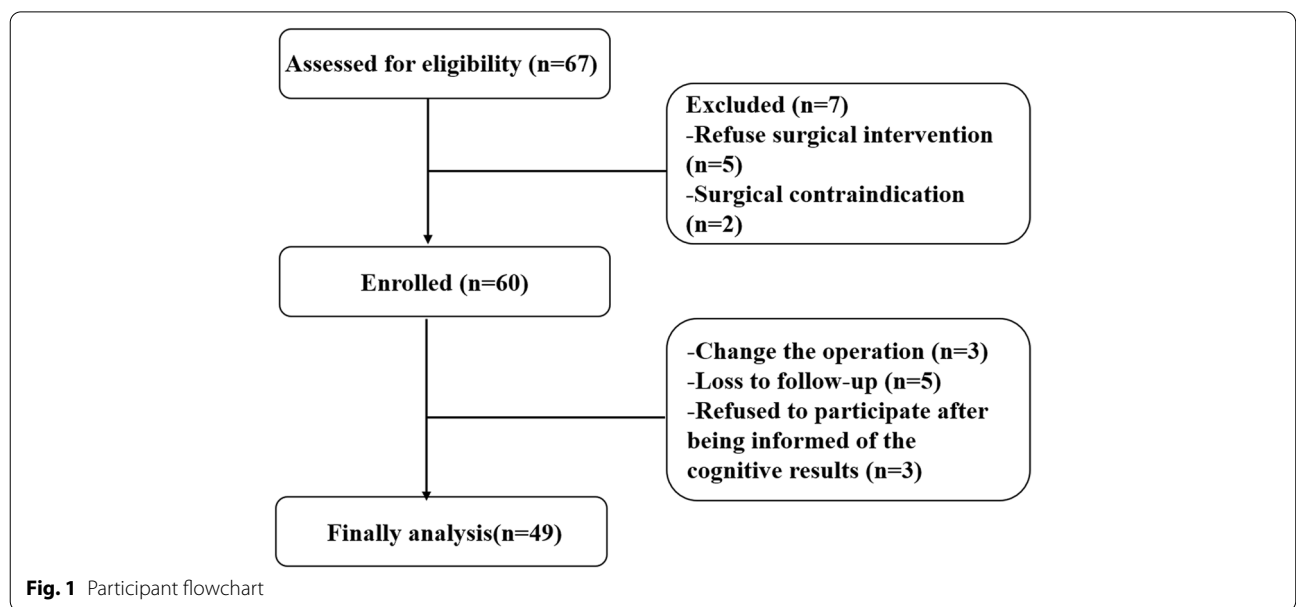 Assessed for eligibility (n=67)
Excluded (n=7)
-Refuse surgical intervention
(n=5)
-Surgical contraindication
(n=2)
Enrolled (n=60)
-Change the operation (n=3)
-Loss to follow-up (n=5)
-Refused to participate after
being informed of the
cognitive results (n=3)
Finally analysis(n=49)
Fig. 1 Participant flowchart